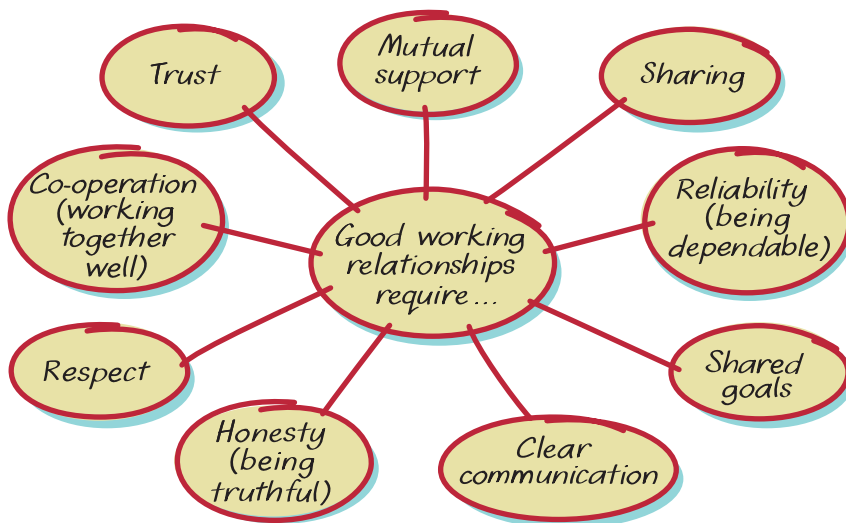 Trust
Mutual
support
Sharing
Co-operation
(working
together
well)
Good working
relationships
require...
Reliability
(being
dependable)
Respect
Shared
goals
Honesty
(being
truthful)
Clear
communication